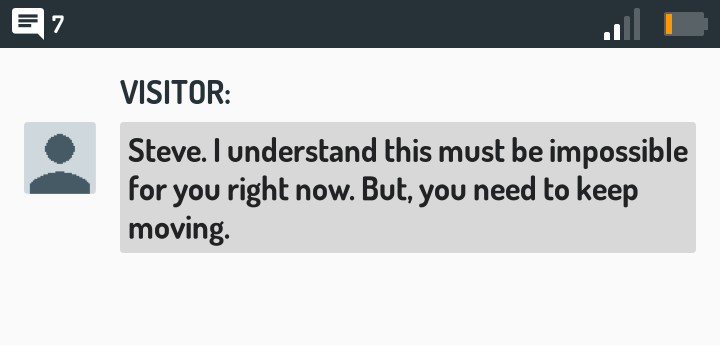 7
VISITOR:
Steve. I understand this must be impossible
for you right now. But, you need to keep
moving.